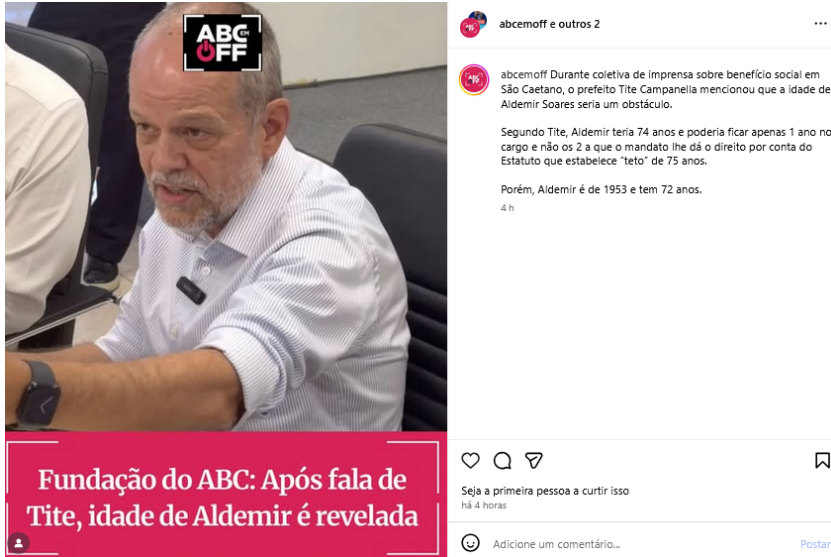 ABC EM
OFF
Fundação do ABC: Após fala de
Tite, idade de Aldemir é revelada
abcemoff e outros 2
abcemoff Durante coletiva de imprensa sobre benefício social em
São Caetano, o prefeito Tite Campanella mencionou que a idade de
Aldemir Soares seria um obstáculo.
Segundo Tite, Aldemir teria 74 anos e poderia ficar apenas 1 ano no
cargo e não os 2 a que o mandato lhe dá o direito por conta do
Estatuto que estabelece “teto” de 75 anos.
Porém, Aldemir é de 1953 e tem 72 anos.
4 h
Seja a primeira pessoa a curtir isso
há 4 horas
Adicione um comentário...
Postar